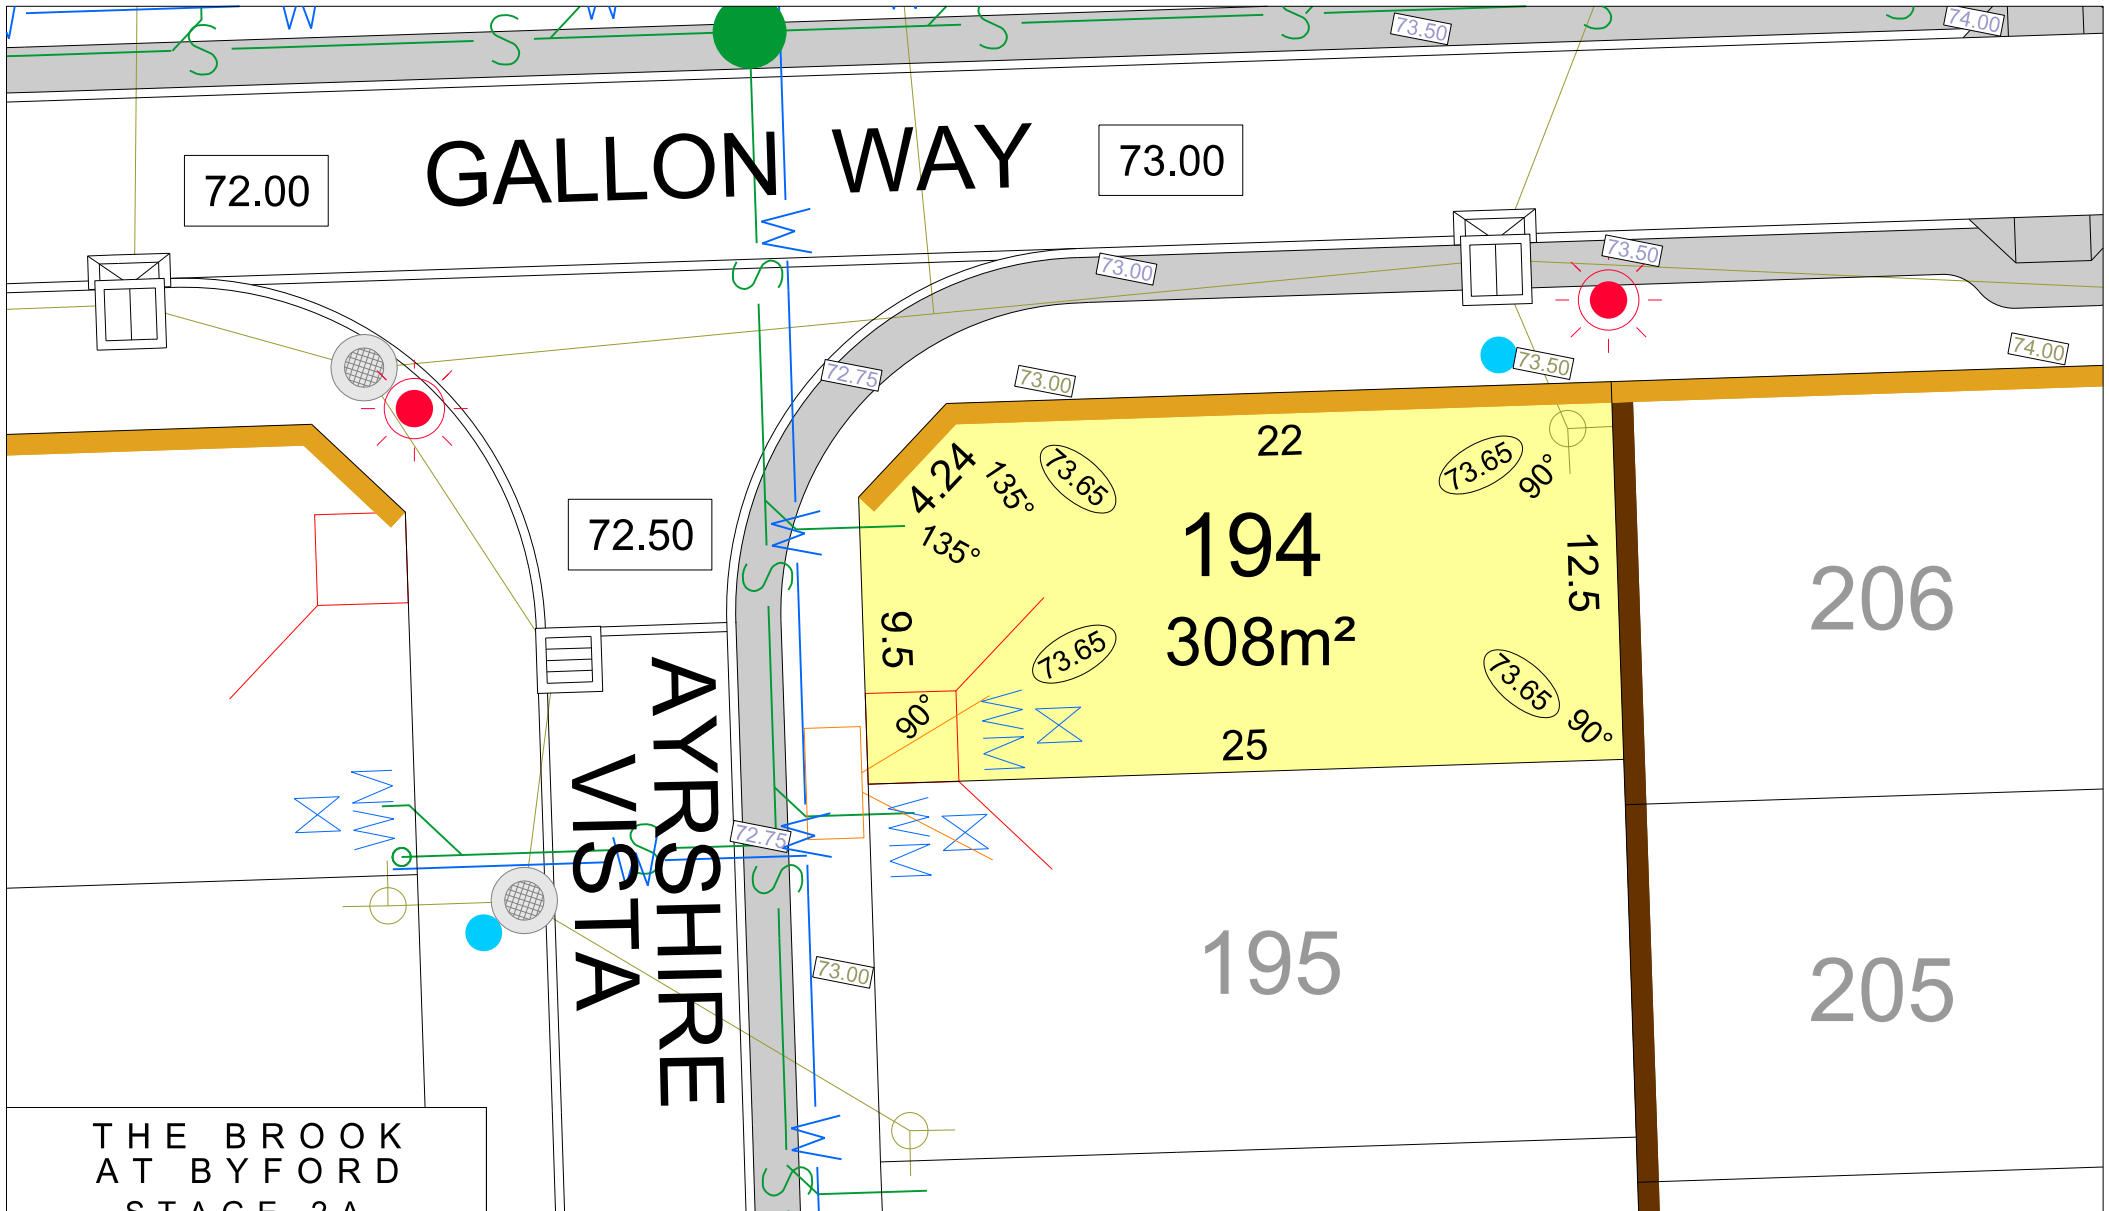 73.50
74.00
GALLON WAY
72.00
73.00
73.00
73.50
72.75
73.00
73.50
74.00
72.50
22
4.24
135°
135°
73.65
73.65
90°
194
308m²
12.5
9.5
90°
73.65
73.65
90°
25
206
AYRSHIRE
VISTA
72.75
73.00
195
205
THE BROOK
AT BYFORD
STAGE 2A
W
W
W
W
W
W
W
W
S
S
S
S
S
S
S
S
S
S